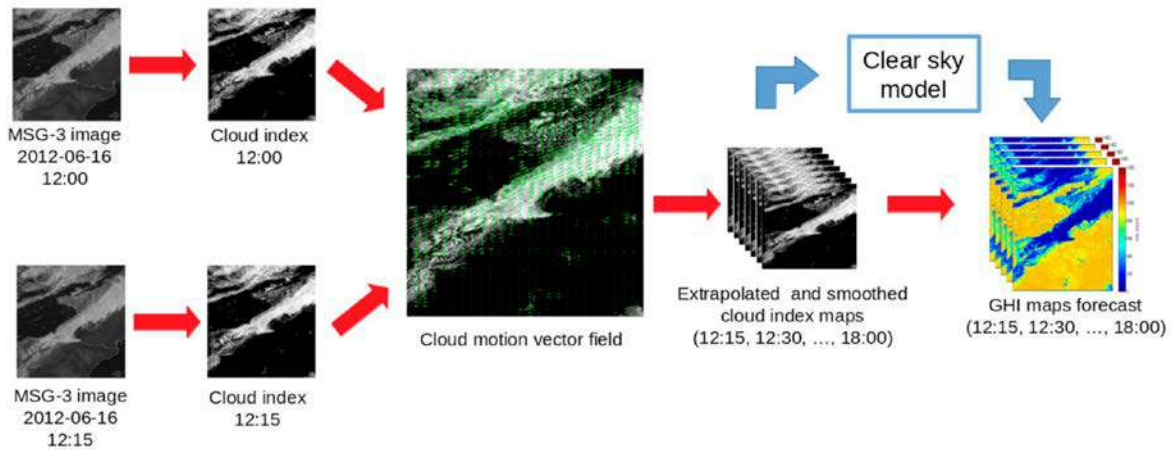 MSG-3 image
2012-06-16
12:00
Cloud index
12:00
MSG-3 image
2012-06-16
12:15
Cloud index
12:15
Cloud motion vector field
Extrapolated and smoothed
cloud index maps
(12:15, 12:30, ..., 18:00)
Clear sky
model
GHI maps forecast
(12:15, 12:30, ..., 18:00)